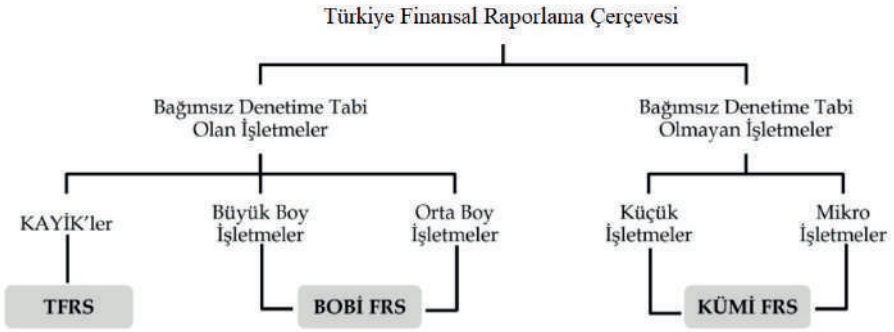 Türkiye Finansal Raporlama Çerçevesi
Bağımsız Denetime Tabi
Olan İşletmeler
Bağımsız Denetime Tabi
Olmayan İşletmeler
KAYİK’ler
Büyük Boy
İşletmeler
Orta Boy
İşletmeler
Küçük
İşletmeler
Mikro
İşletmeler
TFRS
BOBİ FRS
KÜMİ FRS